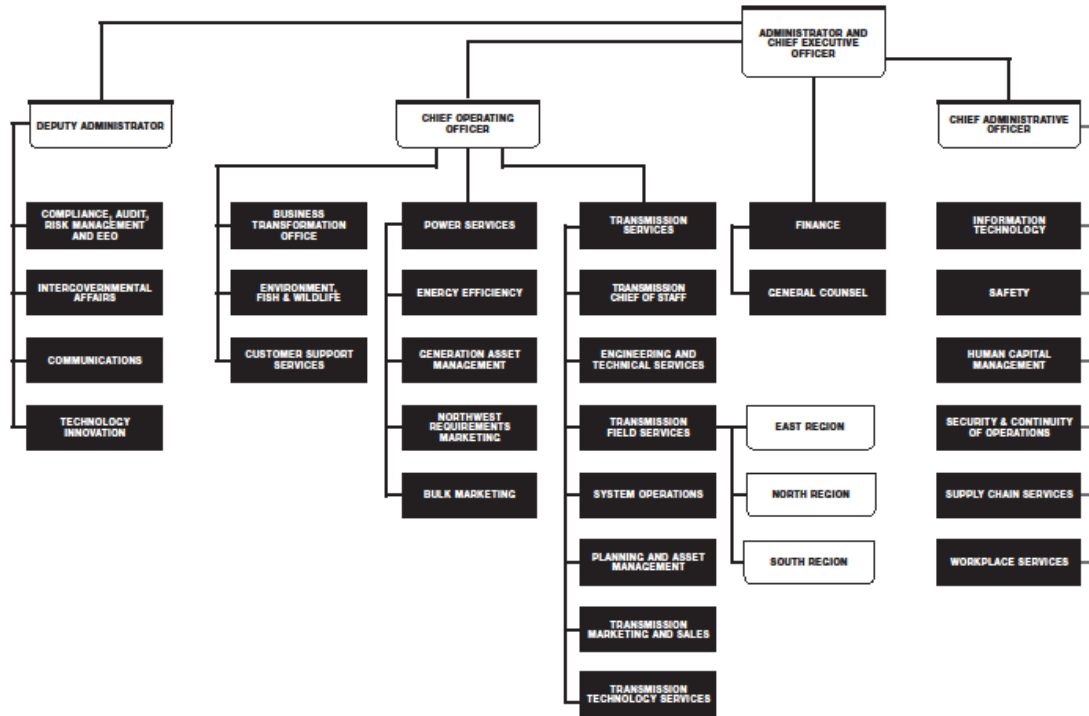 ADMINISTRATOR AND
CHIEF EXECUTIVE
OFFICER
DEPUTY ADMINISTRATOR
CHIEF OPERATING
OFFICER
CHIEF ADMINISTRATIVE
OFFICER
COMPLIANCE, AUDIT,
RISK MANAGEMENT
AND EEO
INTERGOVERNMENTAL
AFFAIRS
COMMUNICATIONS
TECHNOLOGY
INNOVATION
BUSINESS
TRANSFORMATION
OFFICE
ENVIRONMENT,
FISH & WILDLIFE
CUSTOMER SUPPORT
SERVICES
POWER SERVICES
ENERGY EFFICIENCY
GENERATION ASSET
MANAGEMENT
NORTHWEST
REQUIREMENTS
MARKETING
BULK MARKETING
TRANSMISSION
SERVICES
TRANSMISSION
CHIEF OF STAFF
ENGINEERING AND
TECHNICAL SERVICES
TRANSMISSION
FIELD SERVICES
SYSTEM OPERATIONS
PLANNING AND ASSET
MANAGEMENT
TRANSMISSION
MARKETING AND SALES
TRANSMISSION
TECHNOLOGY SERVICES
FINANCE
GENERAL COUNSEL
EAST REGION
NORTH REGION
SOUTH REGION
INFORMATION
TECHNOLOGY
SAFETY
HUMAN CAPITAL
MANAGEMENT
SECURITY & CONTINUITY
OF OPERATIONS
SUPPLY CHAIN SERVICES
WORKPLACE SERVICES